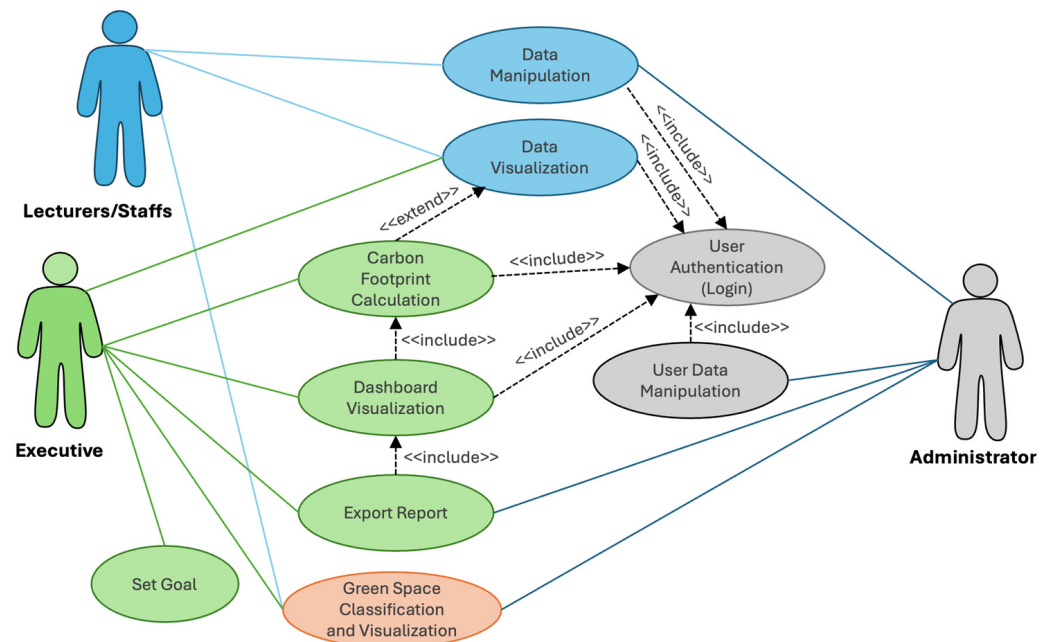 Data
Manipulation
Data
Visualization
Lecturers/Staffs
<<include>>
<<include>>
<<extend>>
Carbon
Footprint
Calculation
<<include>>
User
Authentication
(Login)
<<include>>
<<include>>
<<include>>
Dashboard
Visualization
User Data
Manipulation
Executive
Administrator
<<include>>
Export Report
Set Goal
Green Space
Classification
and Visualization